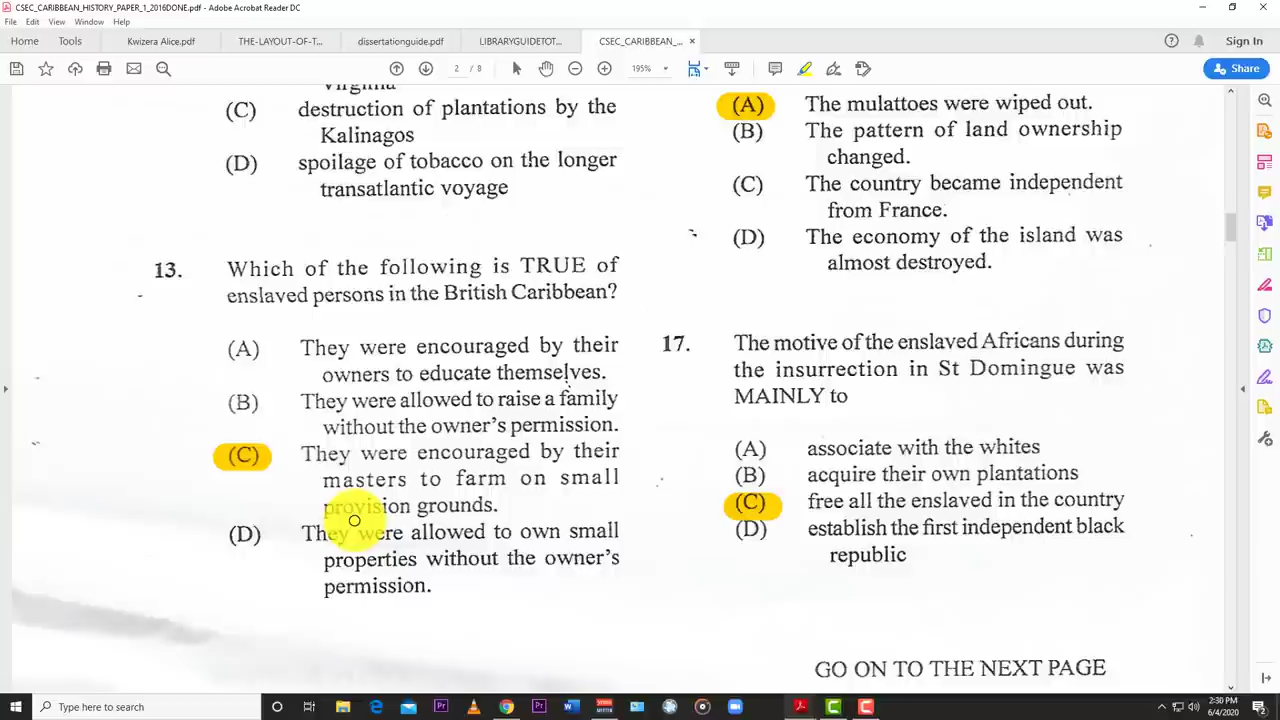 CSEC_CARIBBEAN_HISTORY_PAPER_1_2016DONE.pdf - Adobe Acrobat Reader DC
File Edit View Window Help
Home Tools Kwizera Alice.pdf THE-LAYOUT-OF-T... dissertationguide.pdf LIBRARYGUIDETOT... CSEC_CARIBBEAN_... × Sign In
2 / 8 195% Share
Virginia
(C) destruction of plantations by the
Kalinagos
(D) spoilage of tobacco on the longer
transatlantic voyage
13. Which of the following is TRUE of
enslaved persons in the British Caribbean?
(A) They were encouraged by their
owners to educate themselves.
(B) They were allowed to raise a family
without the owner's permission.
(C) They were encouraged by their
masters to farm on small
provision grounds.
(D) They were allowed to own small
properties without the owner's
permission.
(A) The mulattoes were wiped out.
(B) The pattern of land ownership
changed.
(C) The country became independent
from France.
(D) The economy of the island was
almost destroyed.
17. The motive of the enslaved Africans during
the insurrection in St Domingue was
MAINLY to
(A) associate with the whites
(B) acquire their own plantations
(C) free all the enslaved in the country
(D) establish the first independent black
republic
GO ON TO THE NEXT PAGE
Type here to search
2:30 PM
6/4/2020